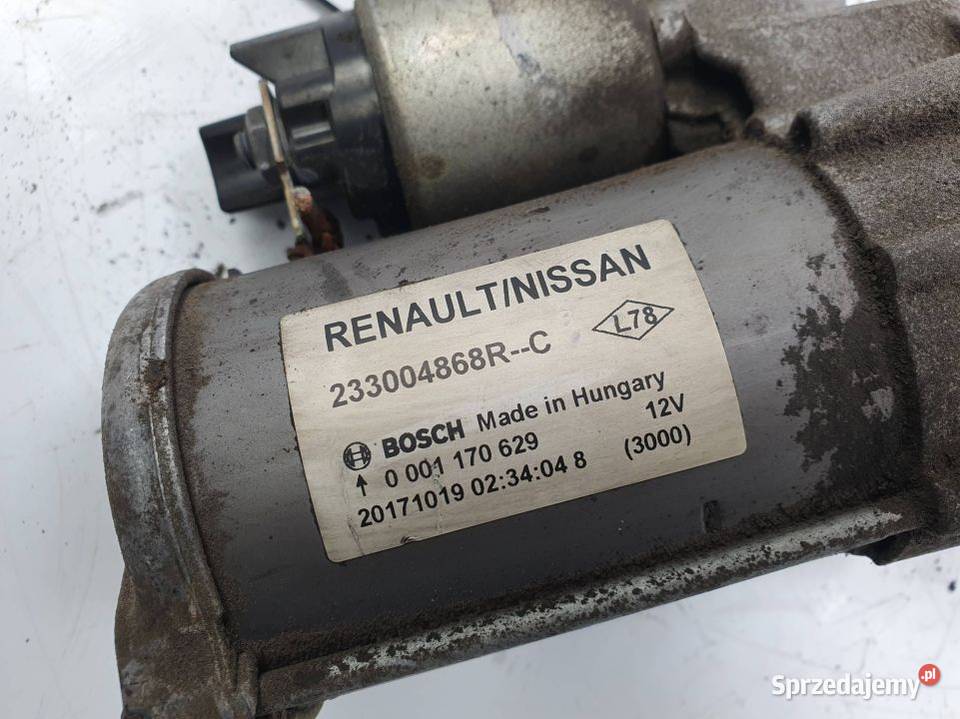 RENAULT/NISSAN
233004868R--C
L78
BOSCH Made in Hungary
0 001 170 629 12V
20171019 02:34:04 8 (3000)
Sprzedajemy.pl